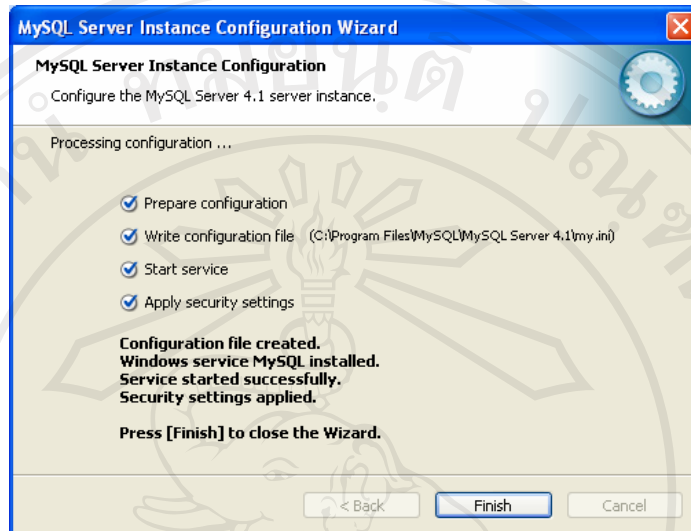 MySQL Server Instance Configuration Wizard
MySQL Server Instance Configuration
Configure the MySQL Server 4.1 server instance.
Processing configuration ...
Prepare configuration
Write configuration file (C:\Program Files\MySQL\MySQL Server 4.1\my.ini)
Start service
Apply security settings
Configuration file created.
Windows service MySQL installed.
Service started successfully.
Security settings applied.
Press [Finish] to close the Wizard.
< Back Finish Cancel